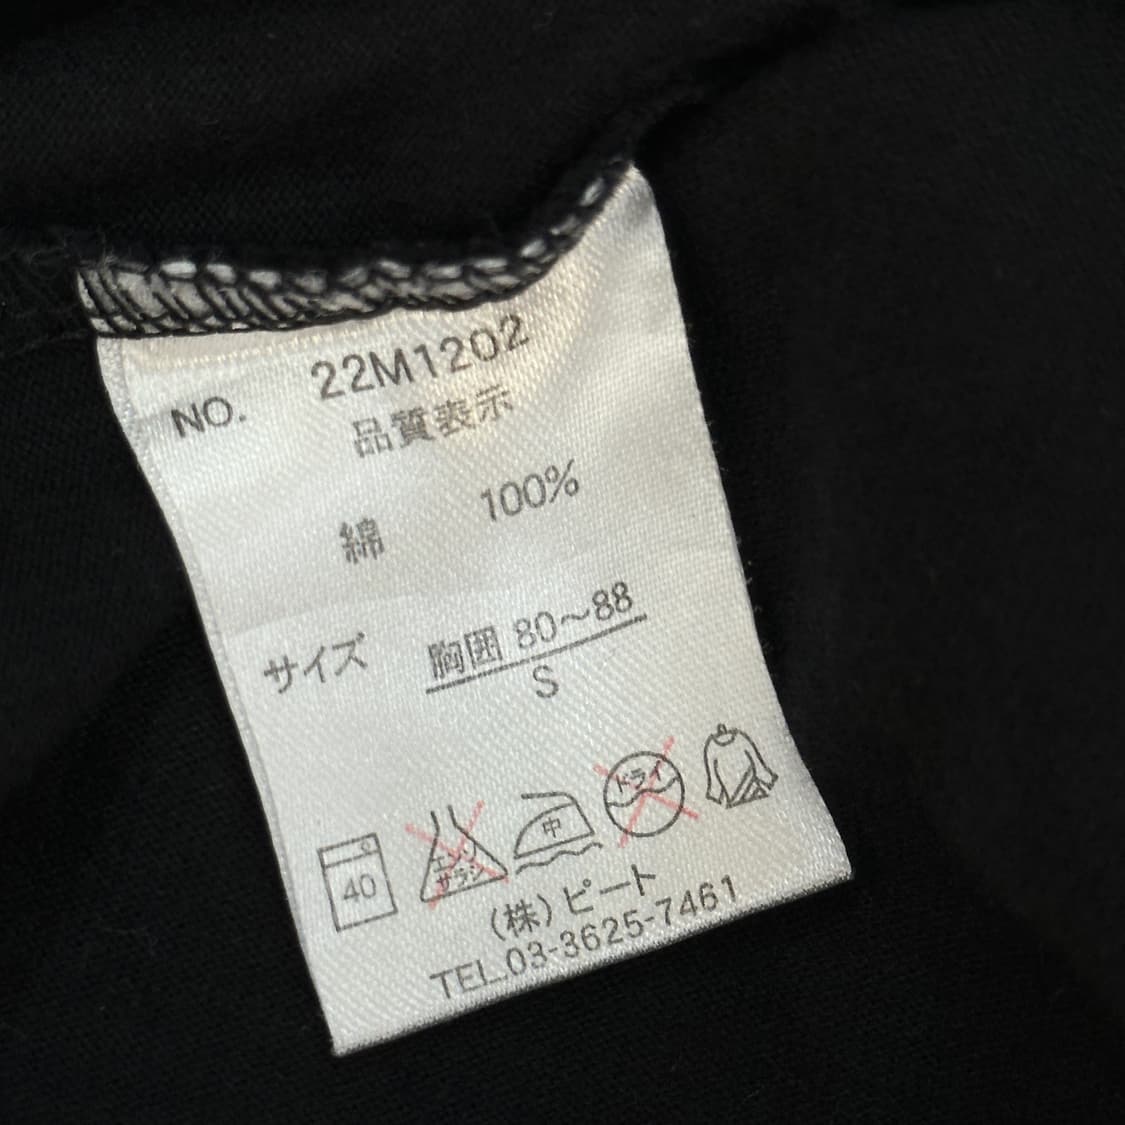 NO. 22M1202
品質表示
綿 100%
サイズ 胸囲 80～88
S
40
エンソ
サラシ
中
ドライ
(株)ピート
TEL.03-3625-7461